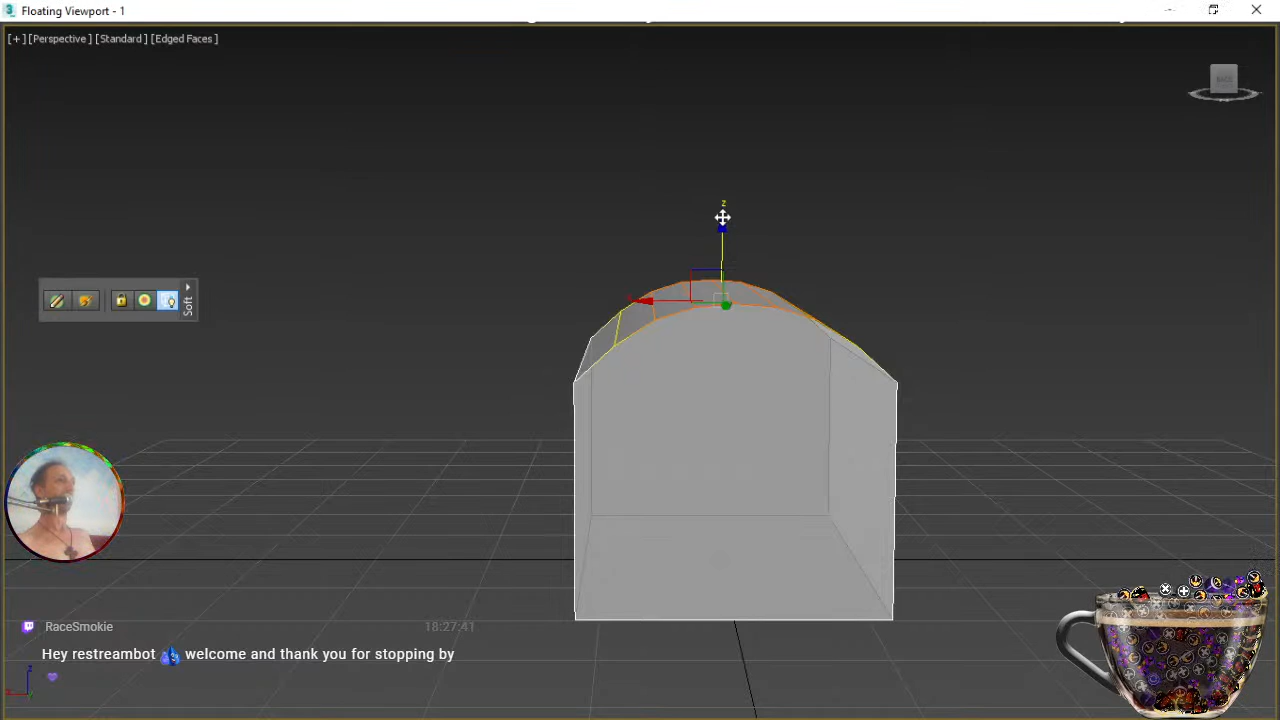 Floating Viewport - 1
[+] [Perspective] [Standard] [Edged Faces]
BACK
z
Soft
RaceSmokie 18:27:41
Hey restreambot welcome and thank you for stopping by
z